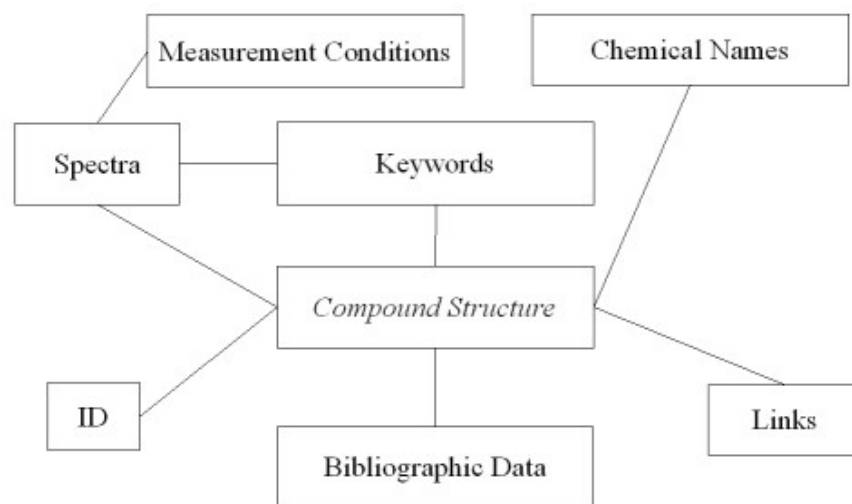 Measurement Conditions
Chemical Names
Spectra
Keywords
Compound Structure
ID
Links
Bibliographic Data